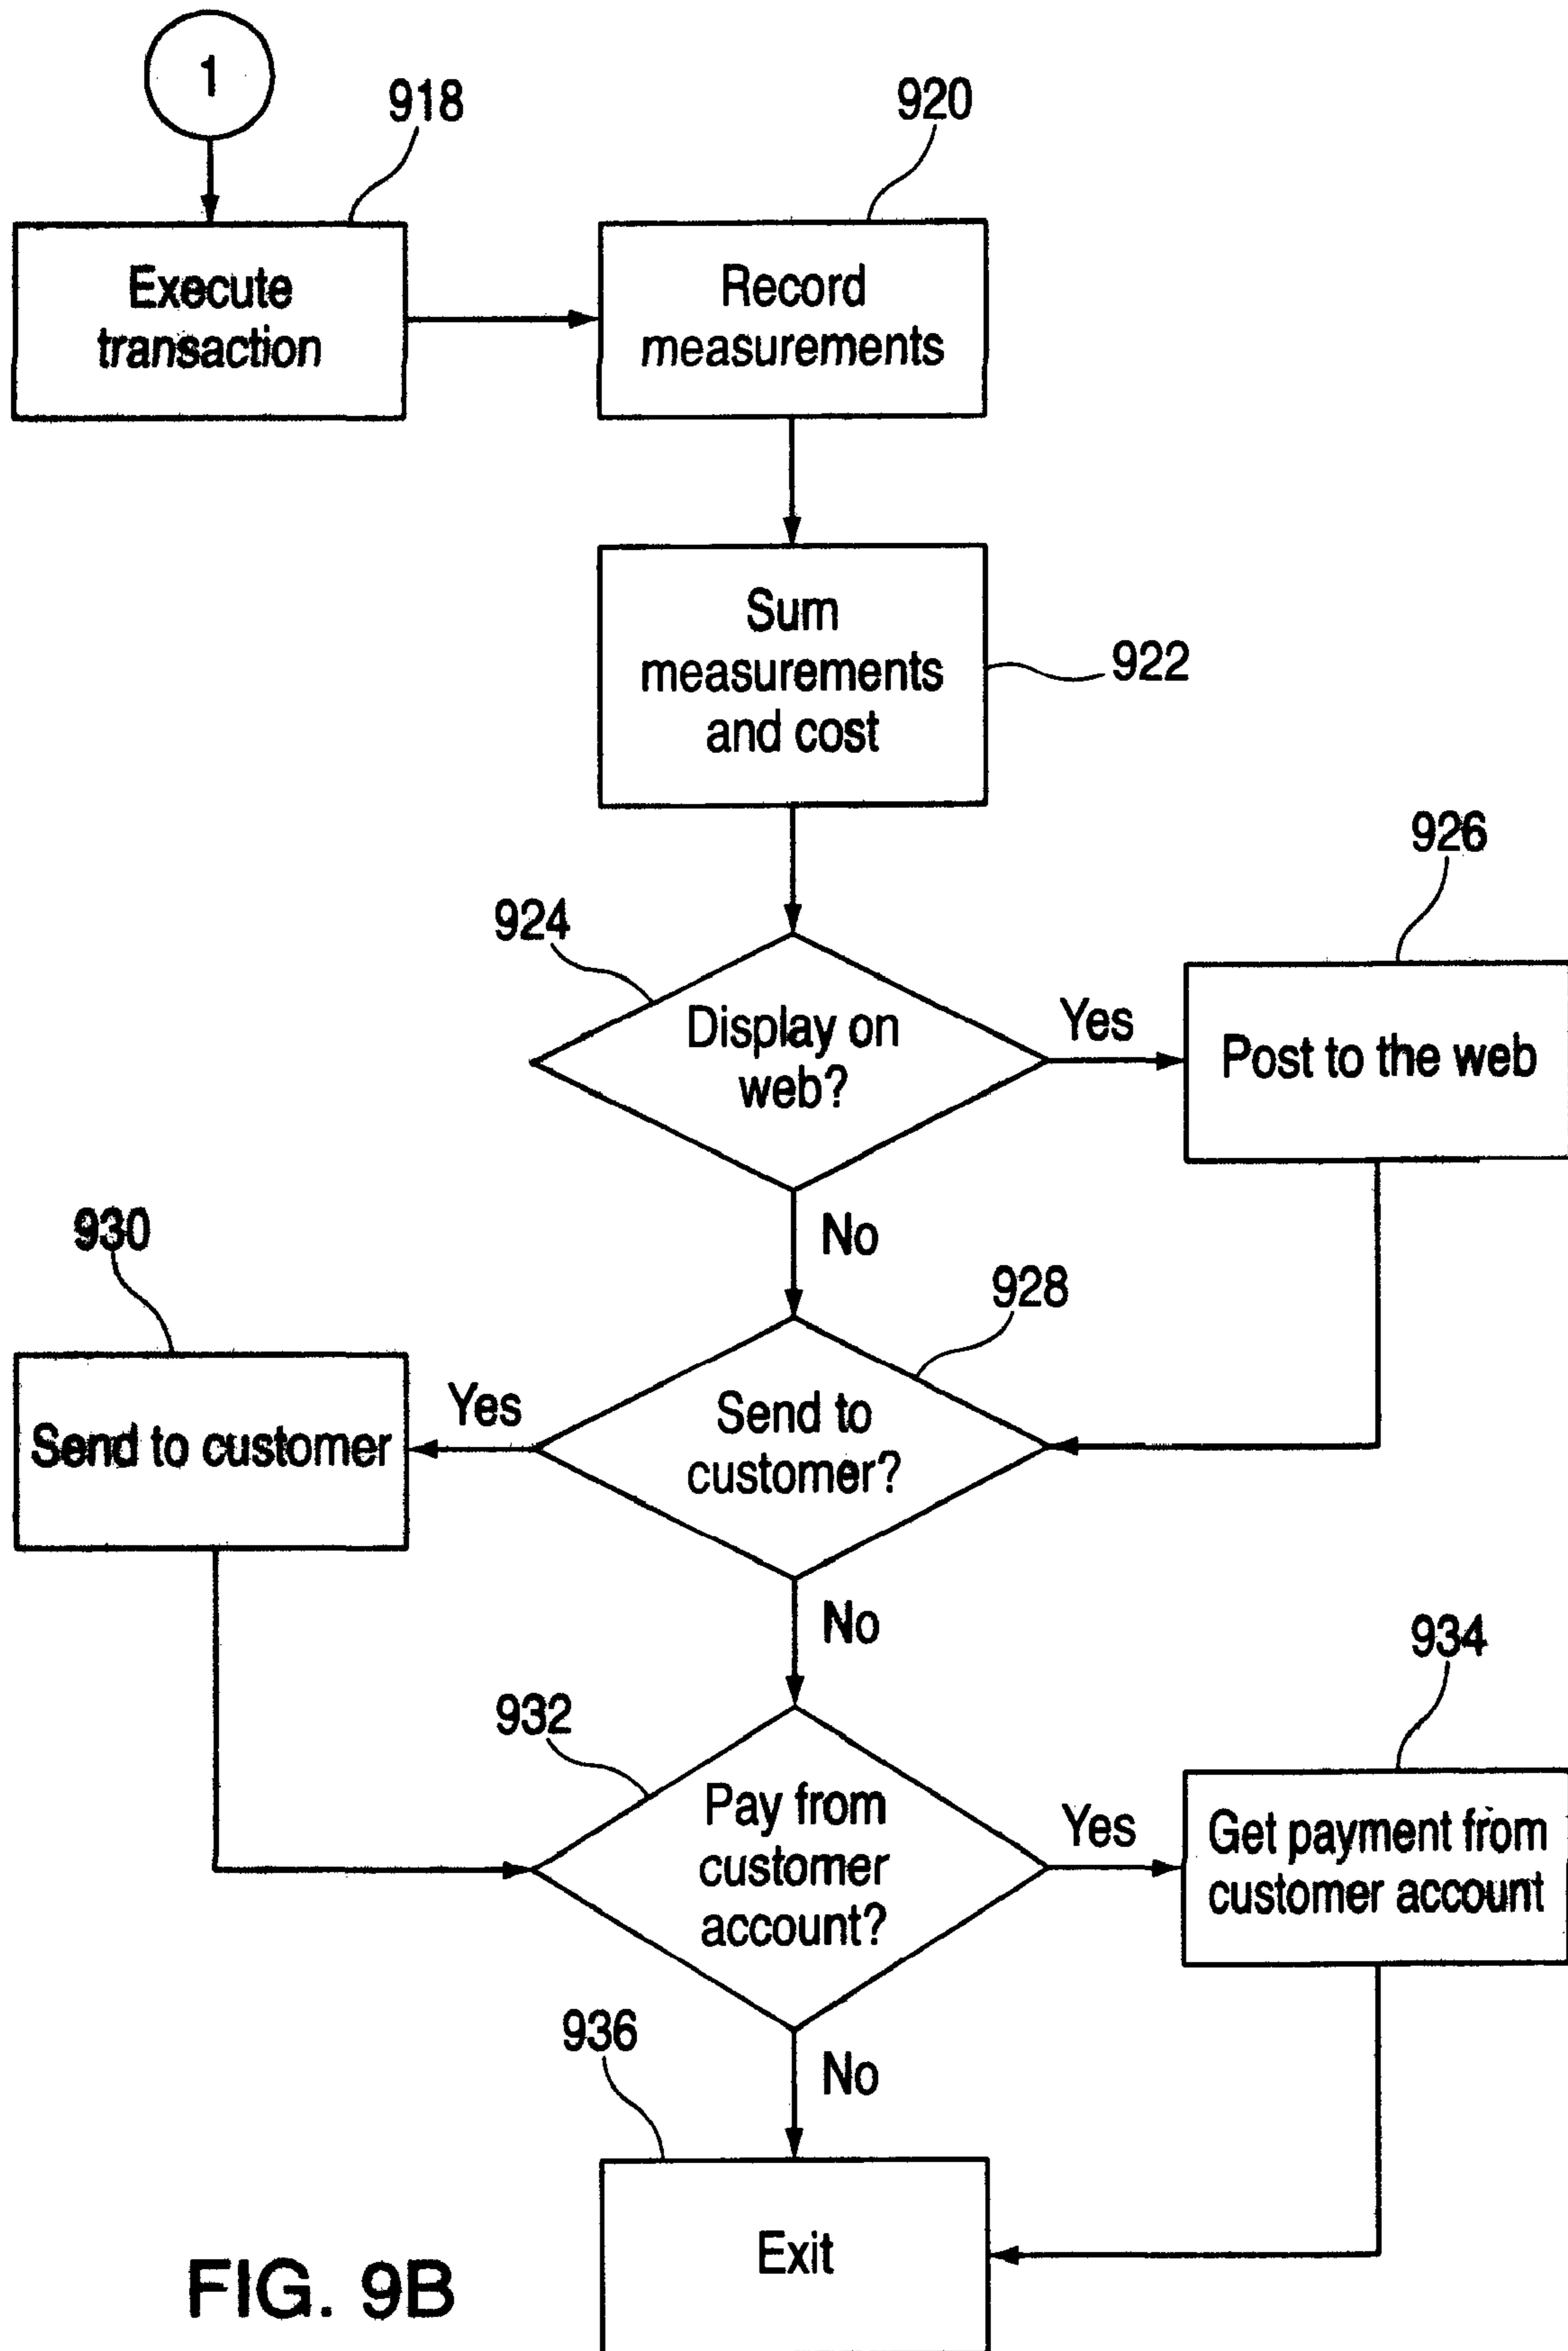 1
918
920
Execute
transaction
Record
measurements
Sum
measurements
and cost
922
924
926
Display on
web?
Yes
Post to the web
No
930
928
Send to customer
Yes
Send to
customer?
No
934
932
Pay from
customer
account?
Yes
Get payment from
customer account
936
No
Exit
FIG. 9B